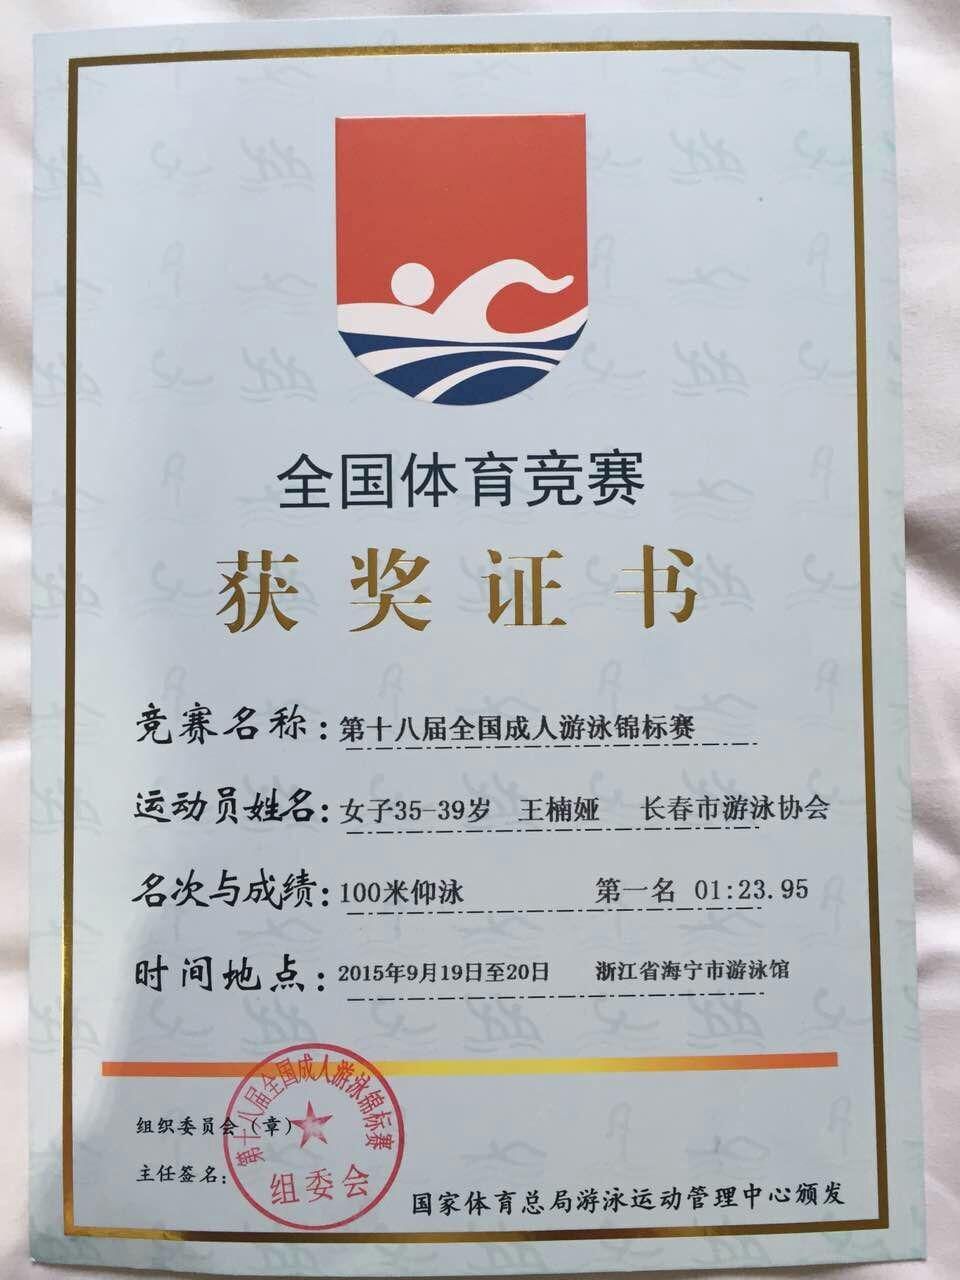 全国体育竞赛
获奖证书
竞赛名称：第十八届全国成人游泳锦标赛
运动员姓名：女子35-39岁 王楠娅 长春市游泳协会
名次与成绩：100米仰泳 第一名 01:23.95
时间地点：2015年9月19日至20日 浙江省海宁市游泳馆
第十八届全国成人游泳锦标赛
组织委员会（章）
主任签名：
组委会
国家体育总局游泳运动管理中心颁发